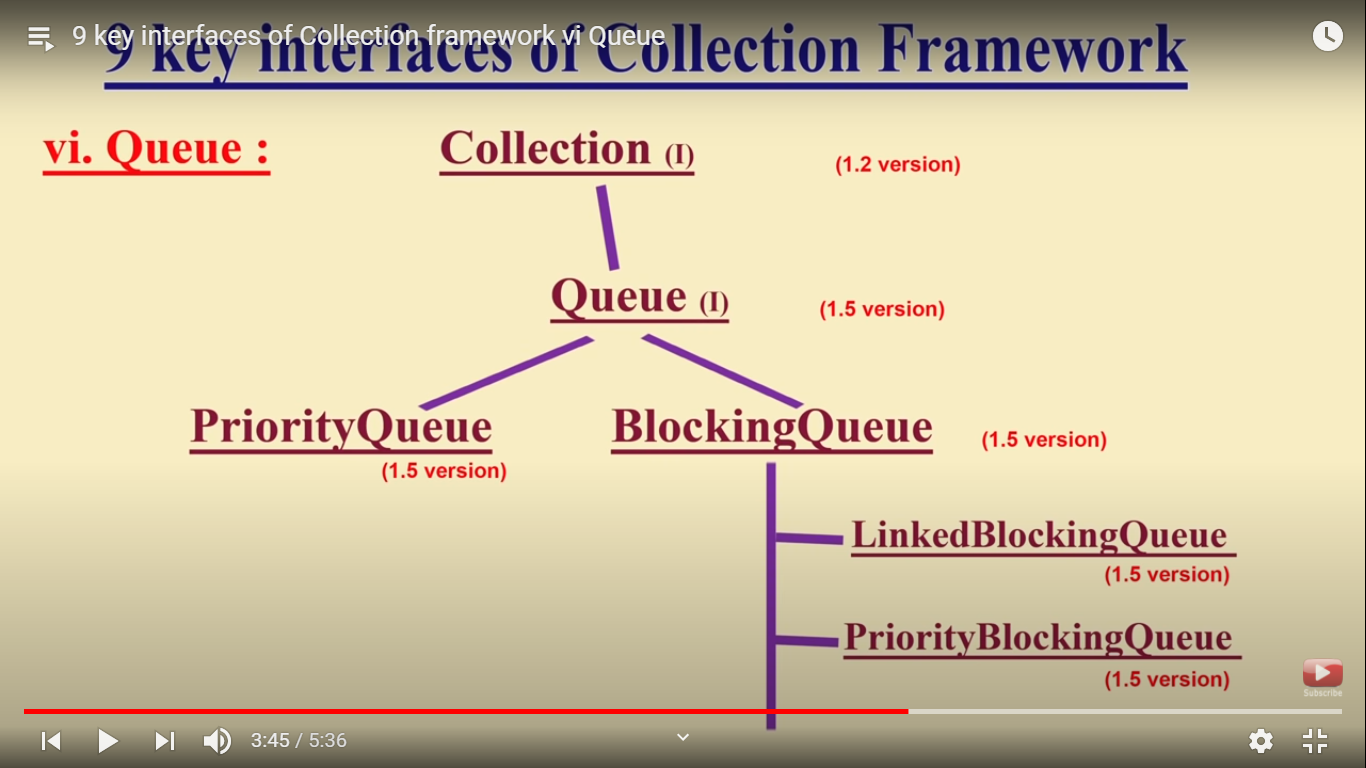 9 key interfaces of Collection framework vi Queue
9 key interfaces of Collection Framework
vi. Queue :
Collection (I)
(1.2 version)
Queue (I)
(1.5 version)
PriorityQueue
(1.5 version)
BlockingQueue
(1.5 version)
LinkedBlockingQueue
(1.5 version)
PriorityBlockingQueue
(1.5 version)
Subscribe
3:45 / 5:36